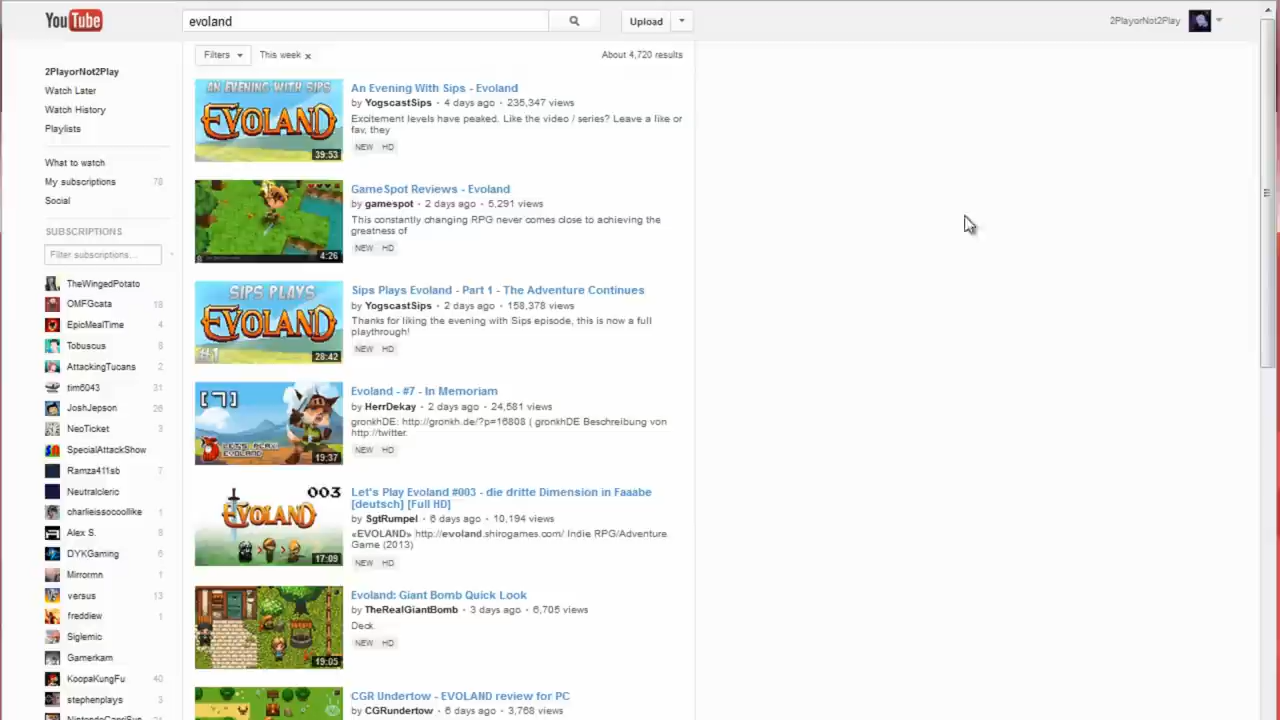 YouTube
evoland
Upload
2PlayorNot2Play
Filters
This week x
About 4,720 results
2PlayorNot2Play
Watch Later
Watch History
Playlists
What to watch
My subscriptions 78
Social
SUBSCRIPTIONS
Filter subscriptions...
TheWingedPotato
OMFGcata 18
EpicMealTime 4
Tobuscus 8
AttackingTucans 2
tim6043 31
JoshJepson 26
NeoTicket 3
SpecialAttackShow
Ramza411sb 7
Neutralcleric
charlieissocoollike 1
Alex S. 8
DYKGaming 6
Mirrormn 1
versus 13
freddiew 1
Siglemic
Gamerkam
KoopaKungFu 40
stephenplays 3
AN EVENING WITH SIPS
EVOLAND
39:53
An Evening With Sips - Evoland
by YogscastSips · 4 days ago · 235,347 views
Excitement levels have peaked. Like the video / series? Leave a like or
fav, they
NEW HD
4:26
GameSpot Reviews - Evoland
by gamespot · 2 days ago · 5,291 views
This constantly changing RPG never comes close to achieving the
greatness of
NEW HD
SIPS PLAYS
EVOLAND
#1
28:42
Sips Plays Evoland - Part 1 - The Adventure Continues
by YogscastSips · 2 days ago · 158,378 views
Thanks for liking the evening with Sips episode, this is now a full
playthrough!
NEW HD
[7]
LET'S PLAY
EVOLAND
19:37
Evoland - #7 - In Memoriam
by HerrDekay · 2 days ago · 24,581 views
gronkhDE: http://gronkh.de/?p=16808 ( gronkhDE Beschreibung von
http://twitter.
NEW HD
003
EVOLAND
17:09
Let's Play Evoland #003 - die dritte Dimension in Faaabe
[deutsch] [Full HD]
by SgtRumpel · 6 days ago · 10,194 views
«EVOLAND» http://evoland.shirogames.com/ Indie RPG/Adventure
Game (2013)
NEW HD
19:05
Evoland: Giant Bomb Quick Look
by TheRealGiantBomb · 3 days ago · 6,705 views
Deck.
NEW HD
CGR Undertow - EVOLAND review for PC
by CGRundertow · 6 days ago · 3,768 views